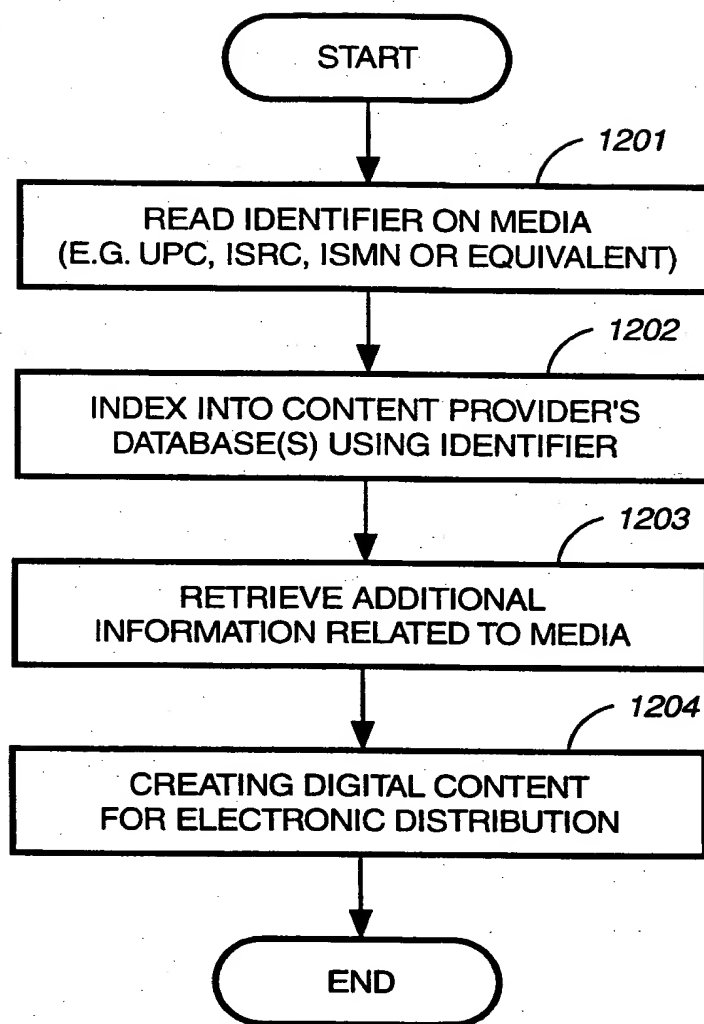 START
1201
READ IDENTIFIER ON MEDIA
(E.G. UPC, ISRC, ISMN OR EQUIVALENT)
1202
INDEX INTO CONTENT PROVIDER'S
DATABASE(S) USING IDENTIFIER
1203
RETRIEVE ADDITIONAL
INFORMATION RELATED TO MEDIA
1204
CREATING DIGITAL CONTENT
FOR ELECTRONIC DISTRIBUTION
END